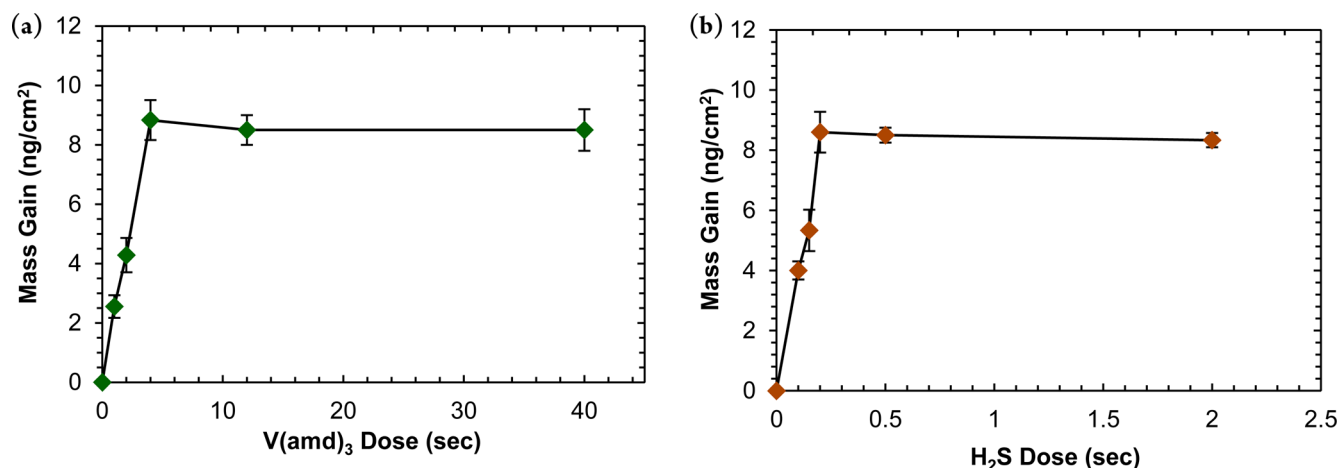 (a)
12
10
8
6
4
2
0
Mass Gain (ng/cm²)
0 10 20 30 40
V(amd)₃ Dose (sec)
(b)
12
10
8
6
4
2
0
Mass Gain (ng/cm²)
0 0.5 1 1.5 2 2.5
H₂S Dose (sec)